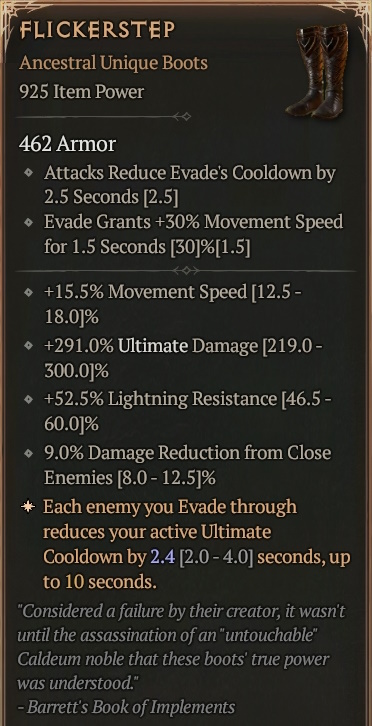 FLICKERSTEP
Ancestral Unique Boots
925 Item Power
462 Armor
Attacks Reduce Evade's Cooldown by
2.5 Seconds [2.5]
Evade Grants +30% Movement Speed
for 1.5 Seconds [30]%[1.5]
+15.5% Movement Speed [12.5 -
18.0]%
+291.0% Ultimate Damage [219.0 -
300.0]%
+52.5% Lightning Resistance [46.5 -
60.0]%
9.0% Damage Reduction from Close
Enemies [8.0 - 12.5]%
Each enemy you Evade through
reduces your active Ultimate
Cooldown by 2.4 [2.0 - 4.0] seconds, up
to 10 seconds.
"Considered a failure by their creator, it wasn't
until the assassination of an "untouchable"
Caldeum noble that these boots' true power
was understood."
- Barrett's Book of Implements